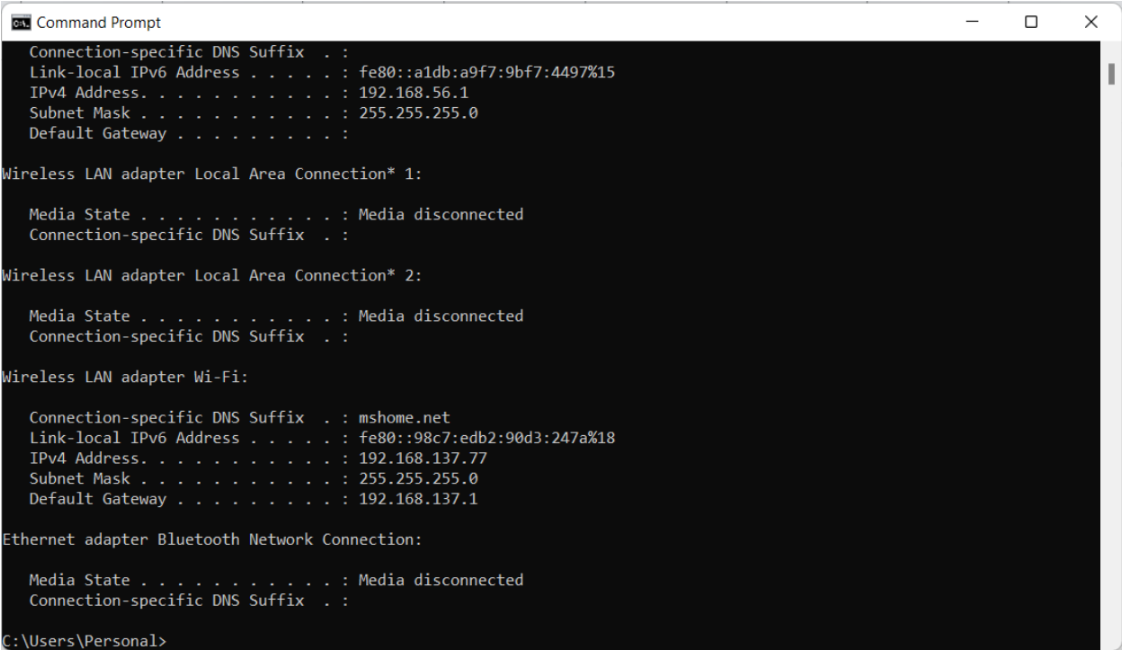 Command Prompt
Connection-specific DNS Suffix  . :
Link-local IPv6 Address . . . . . : fe80::a1db:a9f7:9bf7:4497%15
IPv4 Address. . . . . . . . . . . : 192.168.56.1
Subnet Mask . . . . . . . . . . . : 255.255.255.0
Default Gateway . . . . . . . . . :
Wireless LAN adapter Local Area Connection* 1:
Media State . . . . . . . . . . . : Media disconnected
Connection-specific DNS Suffix  . :
Wireless LAN adapter Local Area Connection* 2:
Media State . . . . . . . . . . . : Media disconnected
Connection-specific DNS Suffix  . :
Wireless LAN adapter Wi-Fi:
Connection-specific DNS Suffix  . : mshome.net
Link-local IPv6 Address . . . . . : fe80::98c7:edb2:90d3:247a%18
IPv4 Address. . . . . . . . . . . : 192.168.137.77
Subnet Mask . . . . . . . . . . . : 255.255.255.0
Default Gateway . . . . . . . . . : 192.168.137.1
Ethernet adapter Bluetooth Network Connection:
Media State . . . . . . . . . . . : Media disconnected
Connection-specific DNS Suffix  . :
C:\Users\Personal>